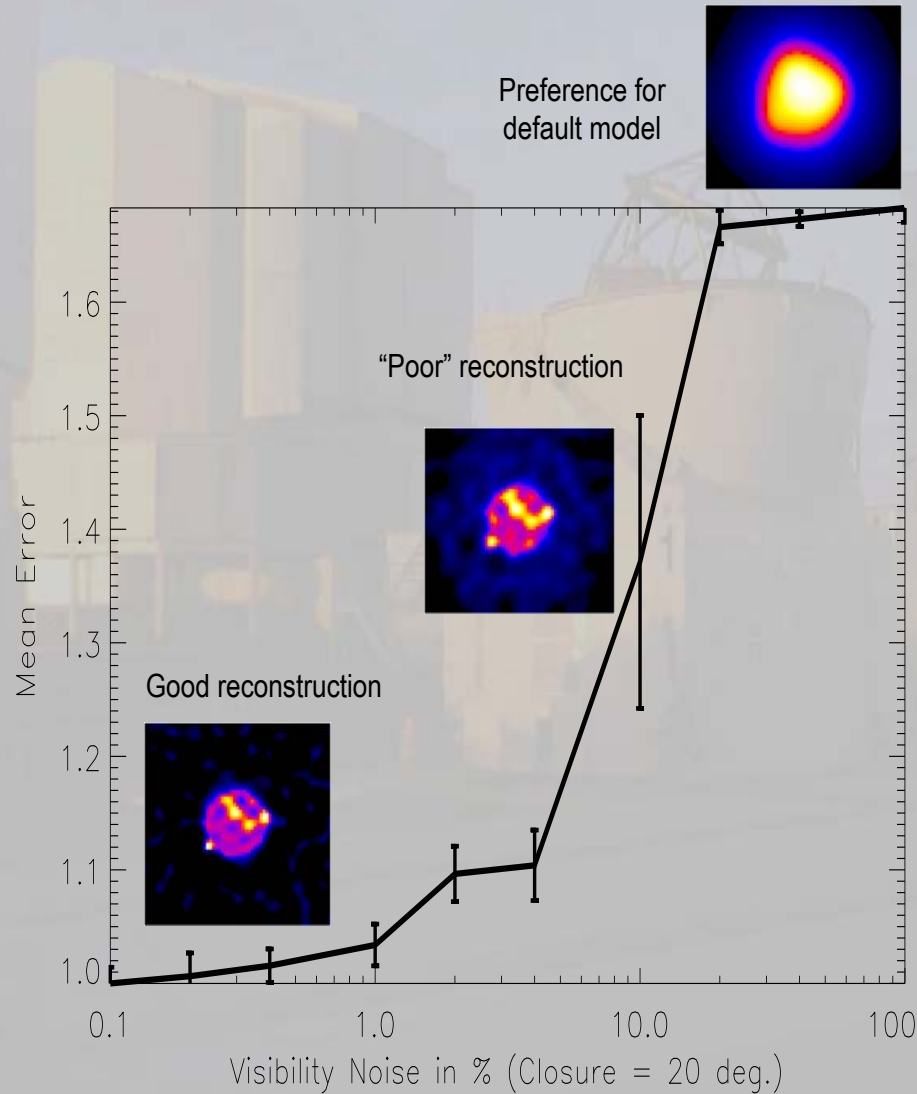 Preference for
default model
“Poor” reconstruction
Good reconstruction
Mean Error
1.6
1.5
1.4
1.3
1.2
1.1
1.0
0.1
1.0
10.0
100
Visibility Noise in % (Closure = 20 deg.)